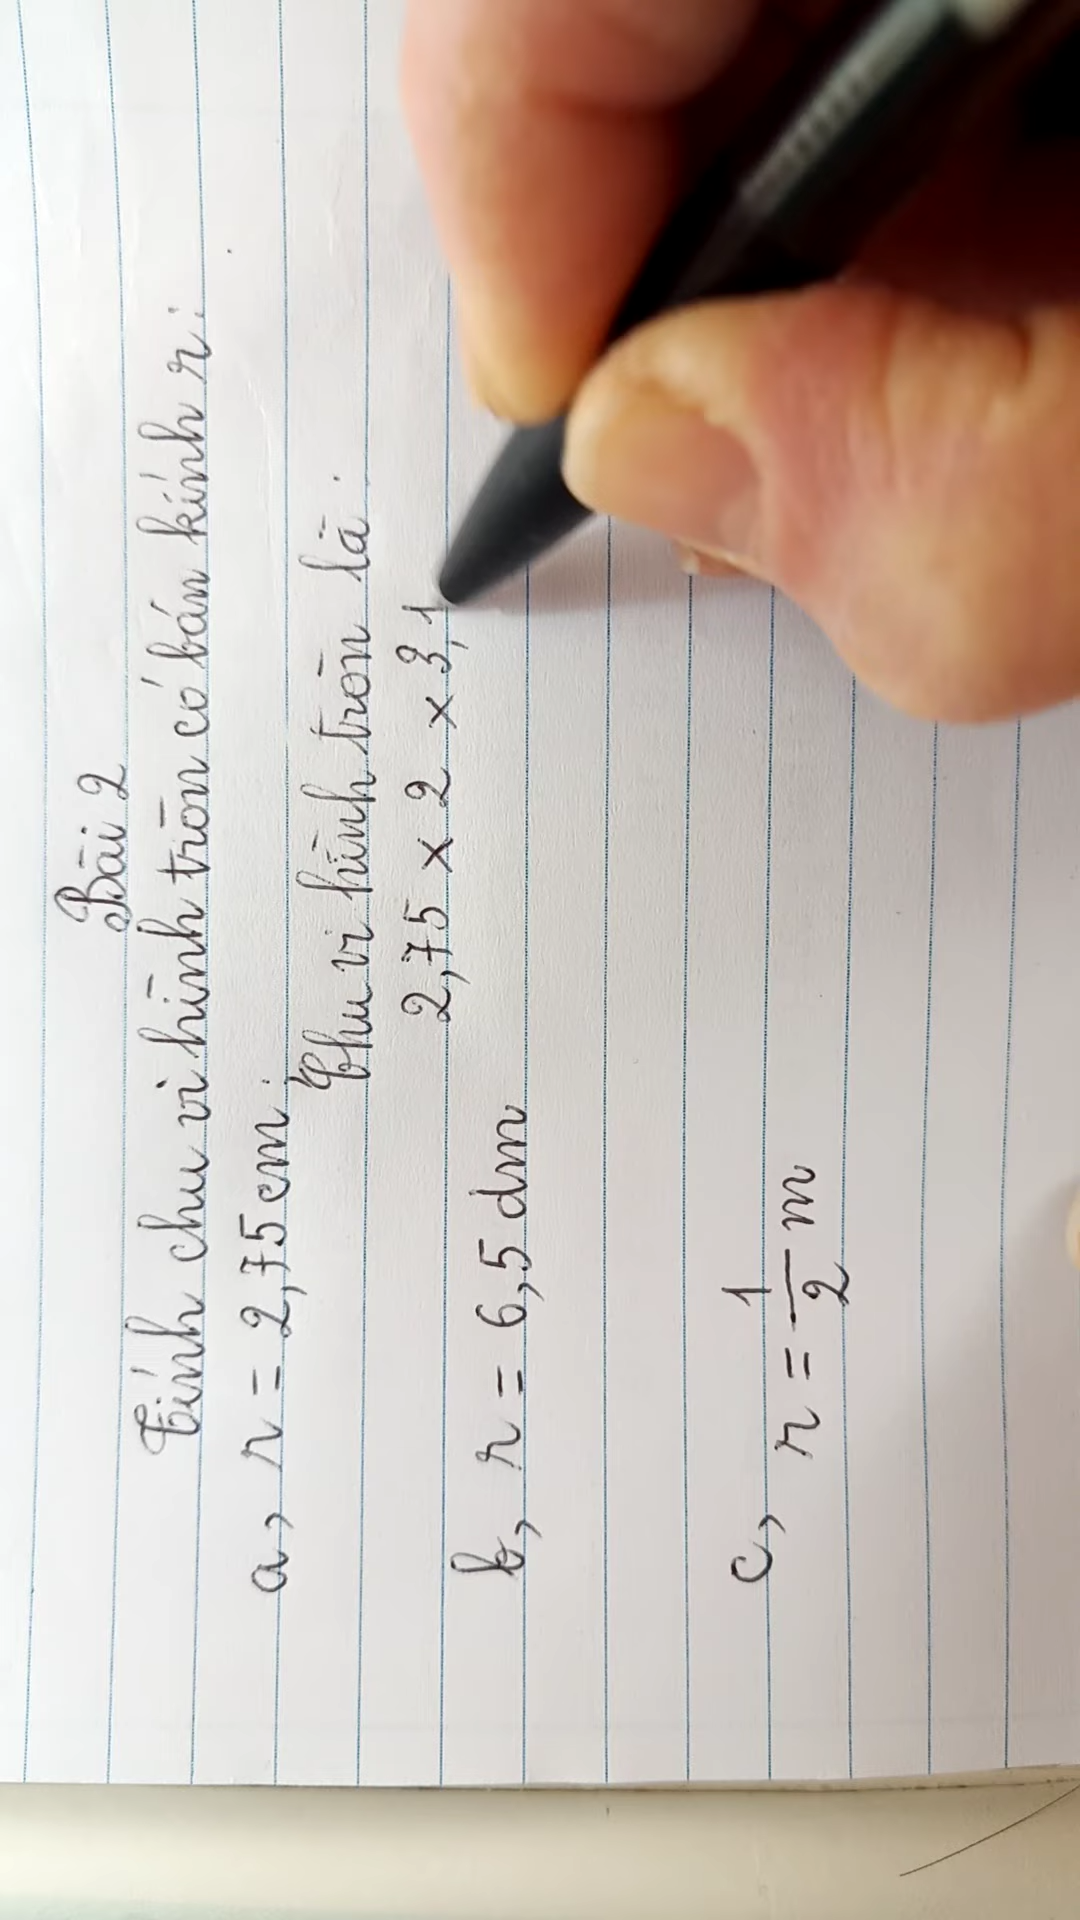 Bài 2
Tính chu vi hình tròn có bán kính r:
a, r = 2,75 cm.
Chu vi hình tròn là:
2,75 × 2 × 3,1
b, r = 6,5 dm
c, r = 1/2 m